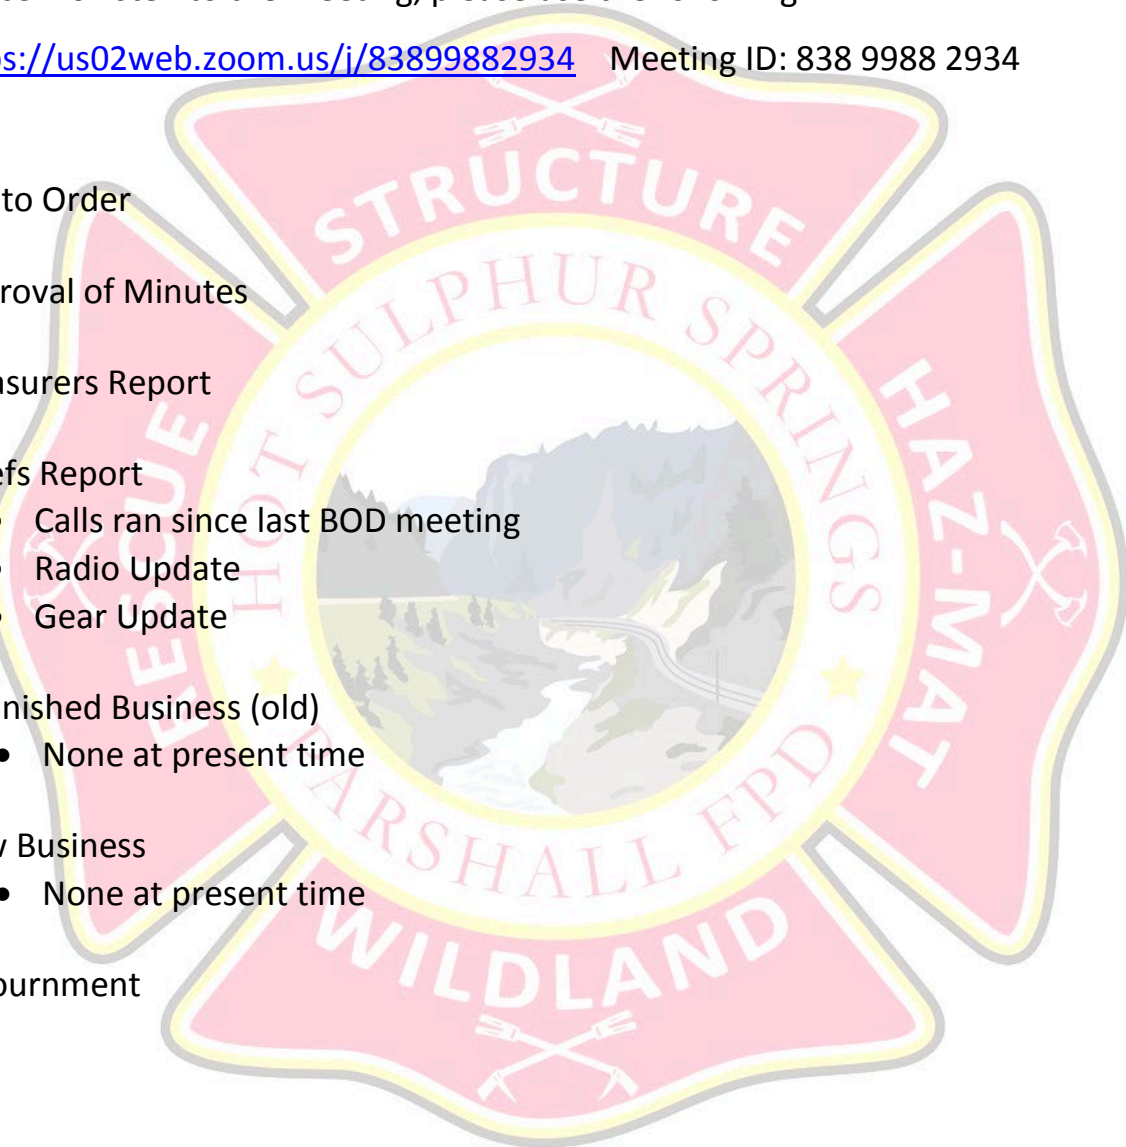 ps://us02web.zoom.us/j/83899882934 Meeting ID: 838 9988 2934
to Order
roval of Minutes
asurers Report
efs Report
• Calls ran since last BOD meeting
• Radio Update
• Gear Update
nished Business (old)
• None at present time
w Business
• None at present time
ournment
STRUCTURE
HOT SULPHUR SPRINGS
RESCUE
HAZ-MAT
PARSHALL FPD
WILDLAND